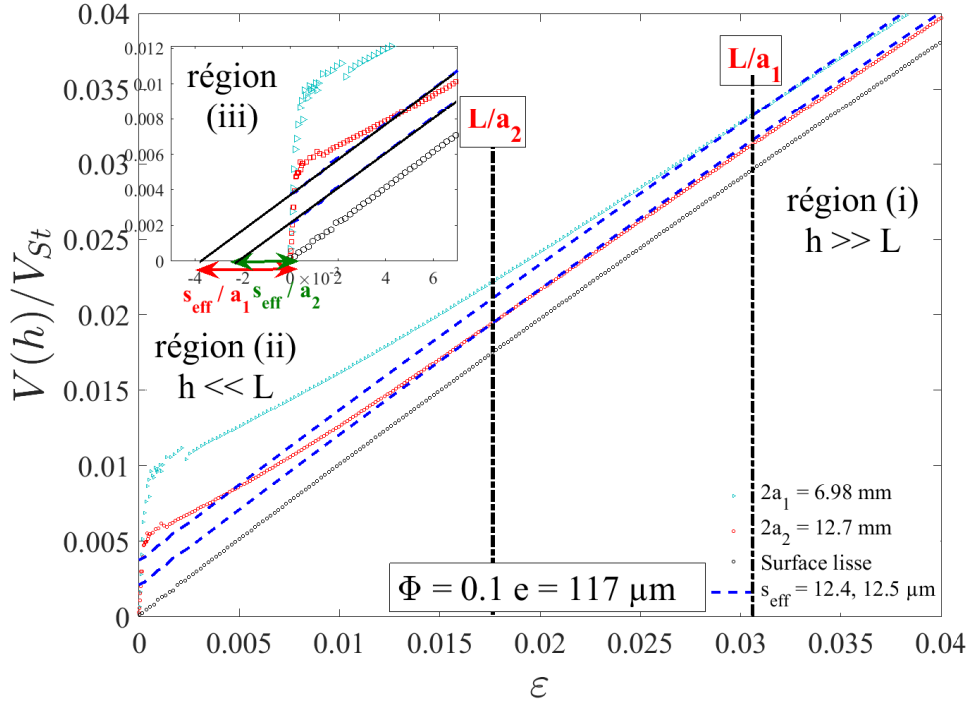 V(h)/V_St
0.04
0.035
0.03
0.025
0.02
0.015
0.01
0.005
0
0.012
0.01
0.008
0.006
0.004
0.002
0
région
(iii)
-4
-2
0
×10
-3
2
4
6
s_eff / a_1
s_eff / a_2
L/a_2
L/a_1
région (i)
h >> L
région (ii)
h << L
2a_1 = 6.98 mm
2a_2 = 12.7 mm
Surface lisse
s_eff = 12.4, 12.5 µm
Φ = 0.1 e = 117 µm
0
0.005
0.01
0.015
0.02
0.025
0.03
0.035
0.04
ε